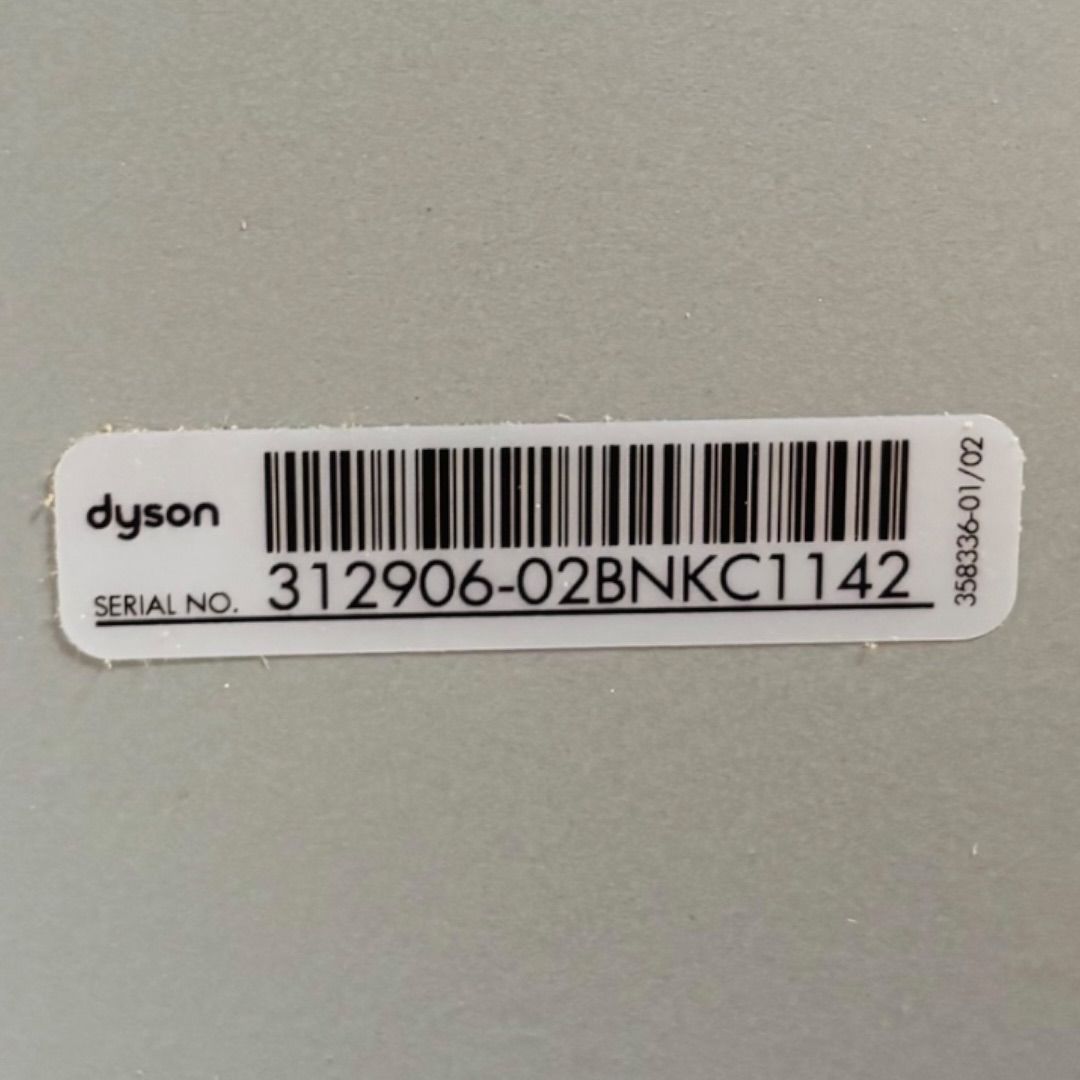 dyson
SERIAL NO. 312906-02BNKC1142
358336-01/02